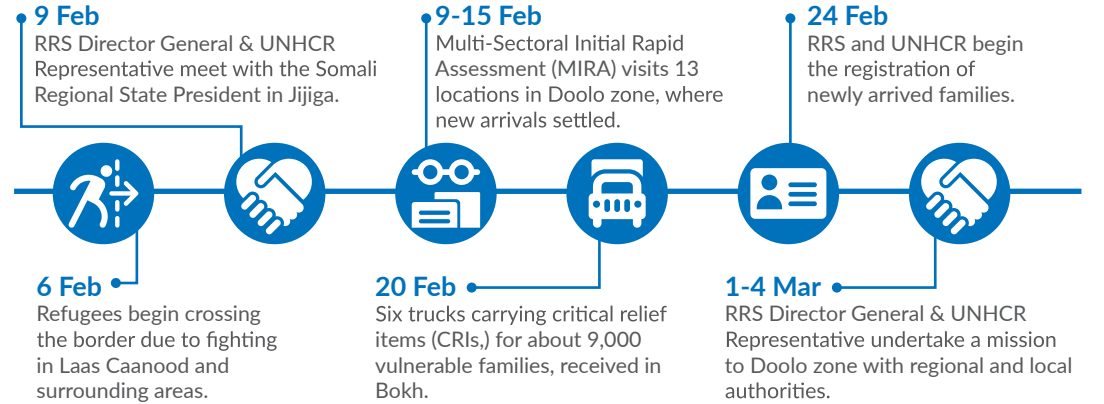 9 Feb
RRS Director General & UNHCR
Representative meet with the Somali
Regional State President in Jijiga.
9-15 Feb
Multi-Sectoral Initial Rapid
Assessment (MIRA) visits 13
locations in Doolo zone, where
new arrivals settled.
24 Feb
RRS and UNHCR begin
the registration of
newly arrived families.
6 Feb
Refugees begin crossing
the border due to fighting
in Laas Caanood and
surrounding areas.
20 Feb
Six trucks carrying critical relief
items (CRIs,) for about 9,000
vulnerable families, received in
Bokh.
1-4 Mar
RRS Director General & UNHCR
Representative undertake a mission
to Doolo zone with regional and local
authorities.